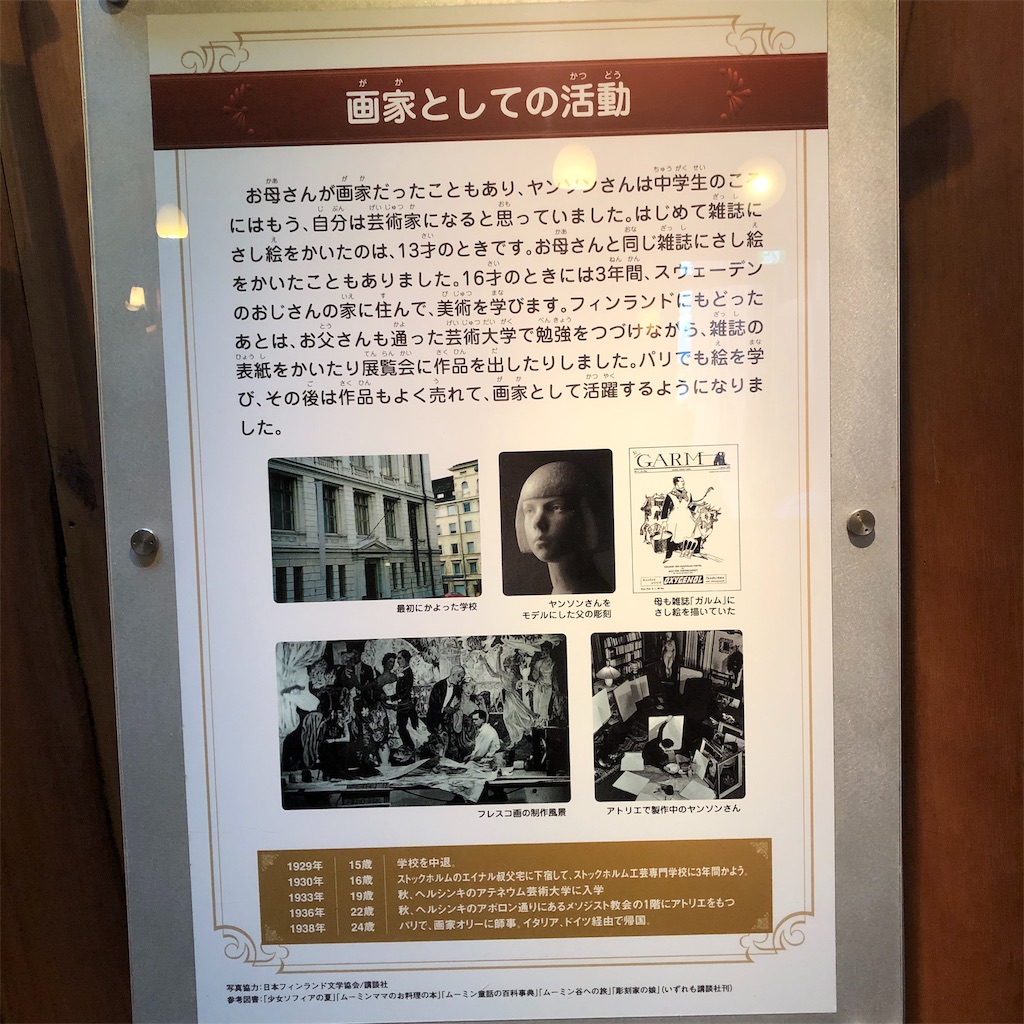 画家としての活動
お母さんが画家だったこともあり、ヤンソンさんは中学生のころ
にはもう、自分は芸術家になると思っていました。はじめて雑誌に
さし絵をかいたのは、13才のときです。お母さんと同じ雑誌にさし絵
をかいたこともありました。16才のときには3年間、スウェーデン
のおじさんの家に住んで、美術を学びます。フィンランドにもどった
あとは、お父さんも通った芸術大学で勉強をつづけながら、雑誌の
表紙をかいたり展覧会に作品を出したりしました。パリでも絵を学
び、その後は作品もよく売れて、画家として活躍するようになりま
した。
GARM
OXYGENOL
最初にかよった学校
ヤンソンさんを
モデルにした父の彫刻
母も雑誌「ガルム」に
さし絵を描いていた
フレスコ画の制作風景
アトリエで製作中のヤンソンさん
1929年 15歳 学校を中退。
1930年 16歳 ストックホルムのエイナル叔父宅に下宿して、ストックホルム工芸専門学校に3年間かよう。
1933年 19歳 秋、ヘルシンキのアテネウム芸術大学に入学
1936年 22歳 秋、ヘルシンキのアポロン通りにあるメソジスト教会の1階にアトリエをもつ
1938年 24歳 パリで、画家オリーに師事。イタリア、ドイツ経由で帰国。
写真協力：日本フィンランド文学協会/講談社
参考図書：「少女ソフィアの夏」「ムーミンママのお料理の本」「ムーミン童話の百科事典」「ムーミン谷への旅」「彫刻家の娘」（いずれも講談社刊）